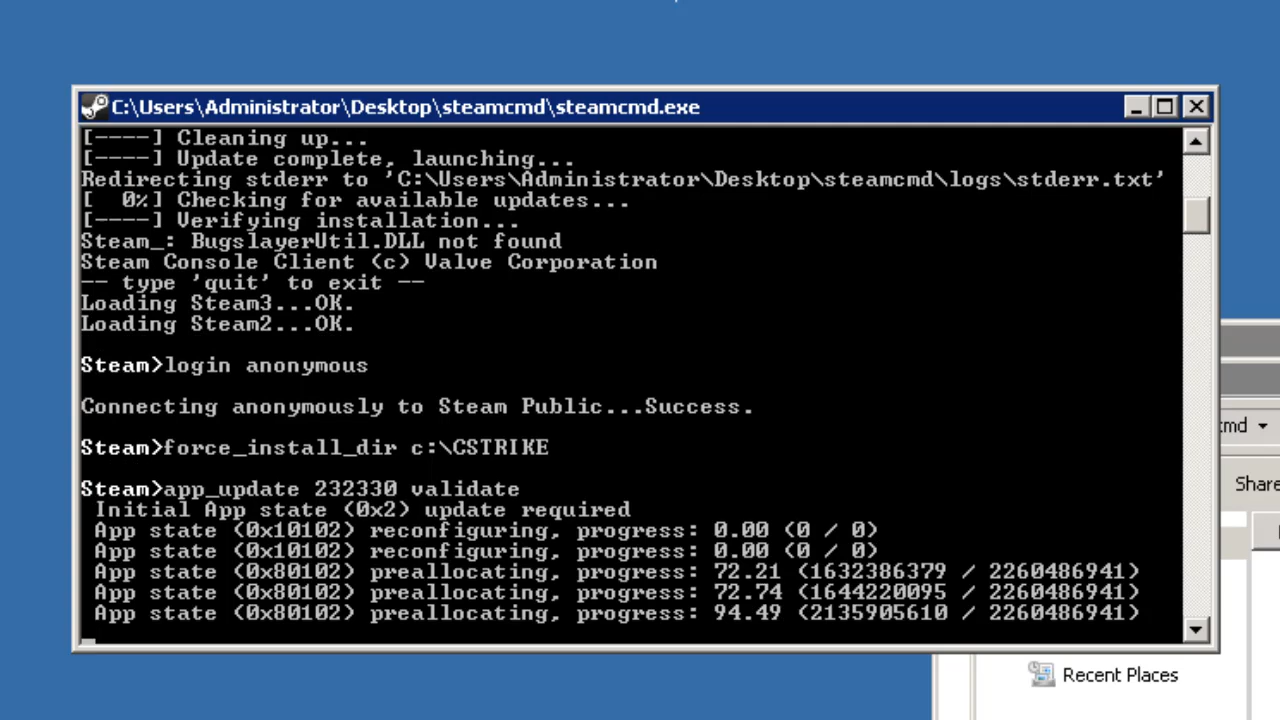 C:\Users\Administrator\Desktop\steamcmd\steamcmd.exe
[----] Cleaning up...
[----] Update complete, launching...
Redirecting stderr to 'C:\Users\Administrator\Desktop\steamcmd\logs\stderr.txt'
[  0%] Checking for available updates...
[----] Verifying installation...
Steam_: BugslayerUtil.DLL not found
Steam Console Client (c) Valve Corporation
-- type 'quit' to exit --
Loading Steam3...OK.
Loading Steam2...OK.
Steam>login anonymous
Connecting anonymously to Steam Public...Success.
Steam>force_install_dir c:\CSTRIKE
Steam>app_update 232330 validate
Initial App state (0x2) update required
App state (0x10102) reconfiguring, progress: 0.00 (0 / 0)
App state (0x10102) reconfiguring, progress: 0.00 (0 / 0)
App state (0x80102) preallocating, progress: 72.21 (1632386379 / 2260486941)
App state (0x80102) preallocating, progress: 72.74 (1644220095 / 2260486941)
App state (0x80102) preallocating, progress: 94.49 (2135905610 / 2260486941)
cmd
Share
Recent Places